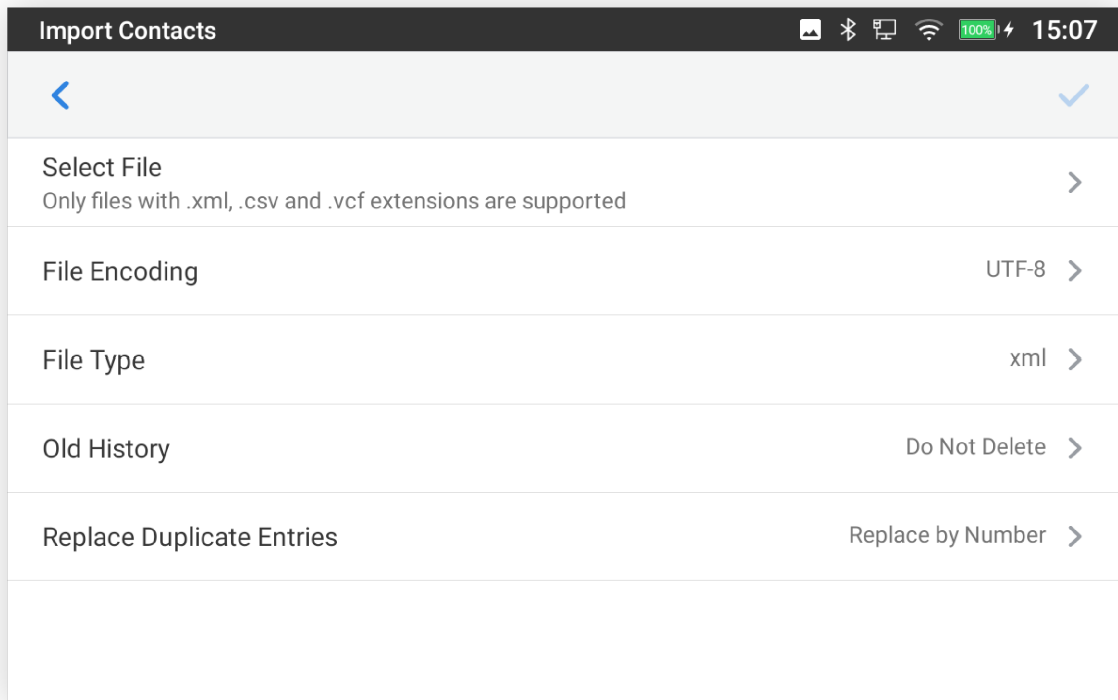 Import Contacts
100%
15:07
Select File
Only files with .xml, .csv and .vcf extensions are supported
File Encoding
UTF-8
File Type
xml
Old History
Do Not Delete
Replace Duplicate Entries
Replace by Number